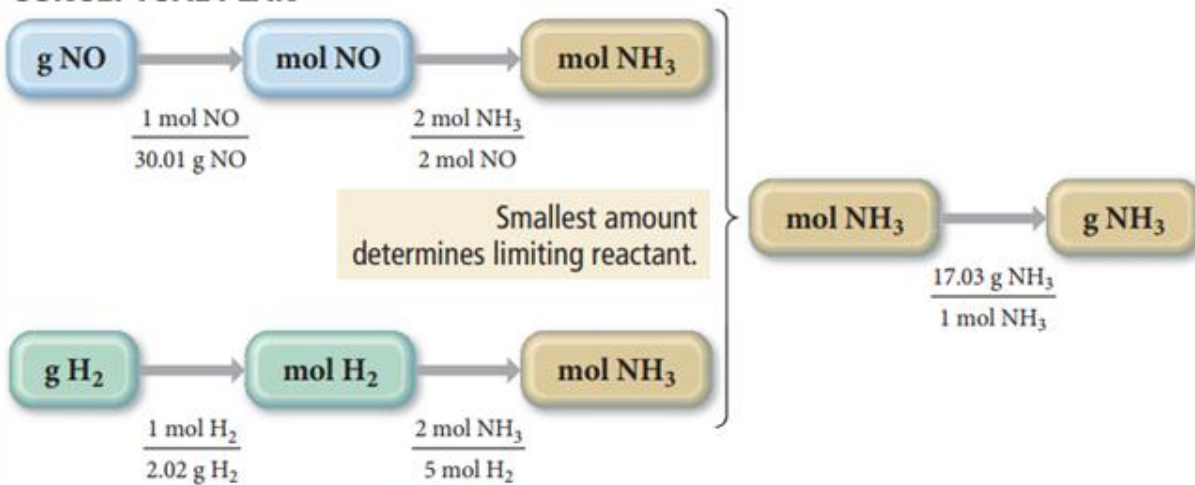 g NO
mol NO
mol NH₃
1 mol NO
30.01 g NO
2 mol NH₃
2 mol NO
Smallest amount
determines limiting reactant.
mol NH₃
g NH₃
17.03 g NH₃
1 mol NH₃
g H₂
mol H₂
mol NH₃
1 mol H₂
2.02 g H₂
2 mol NH₃
5 mol H₂